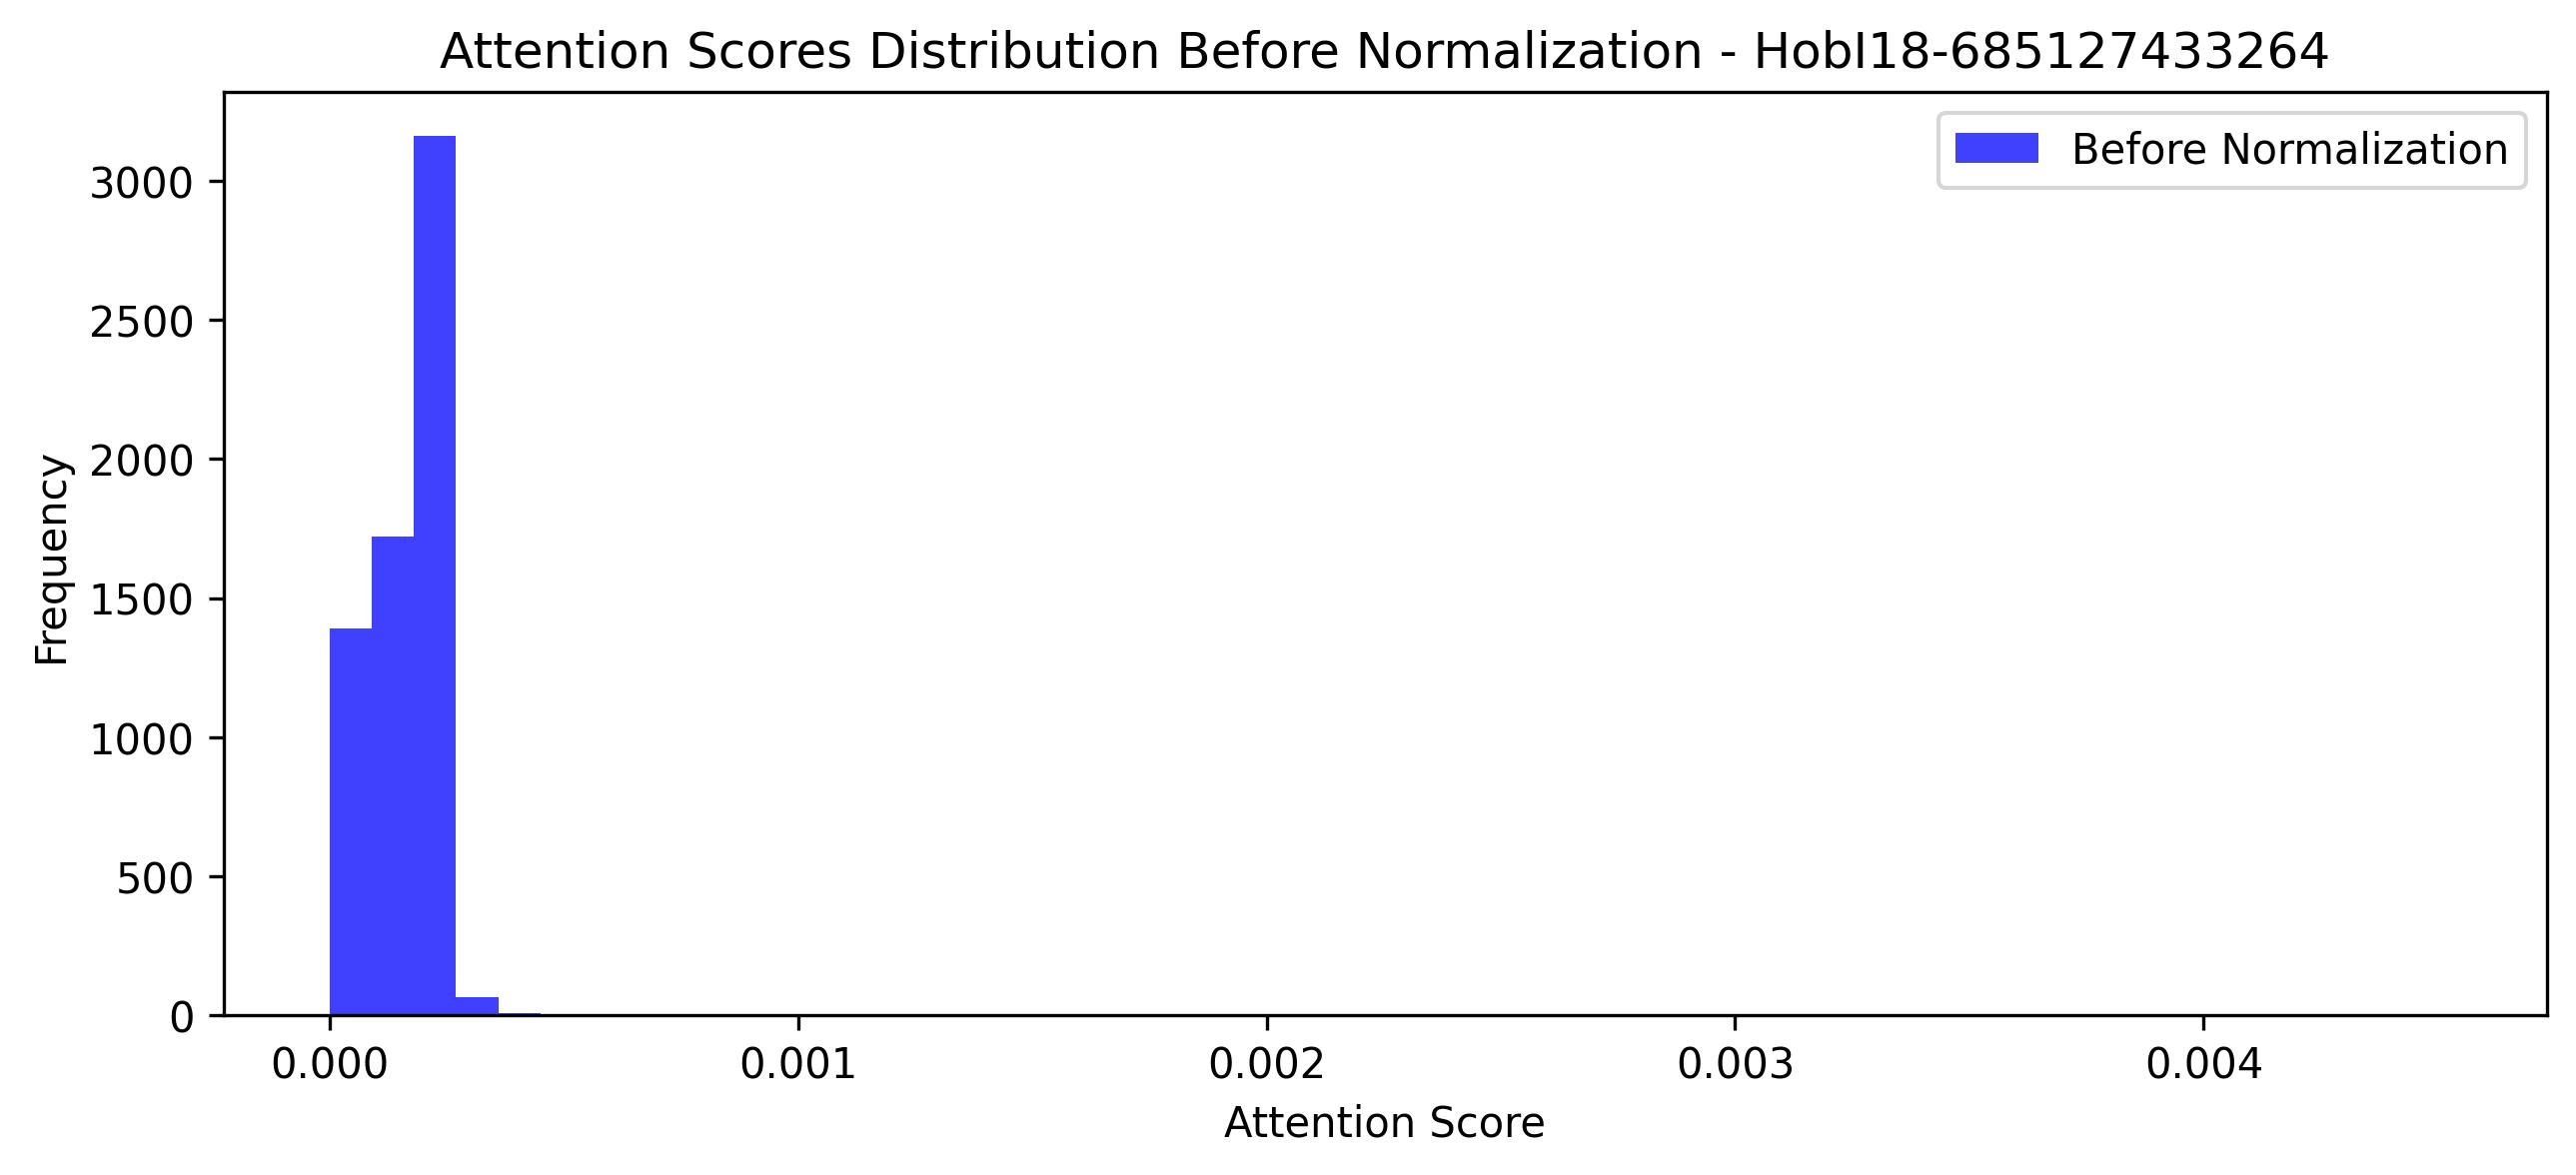 Attention Scores Distribution Before Normalization - HobI18-685127433264
Before Normalization
Frequency
3000
2500
2000
1500
1000
500
0
0.000 0.001 0.002 0.003 0.004
Attention Score